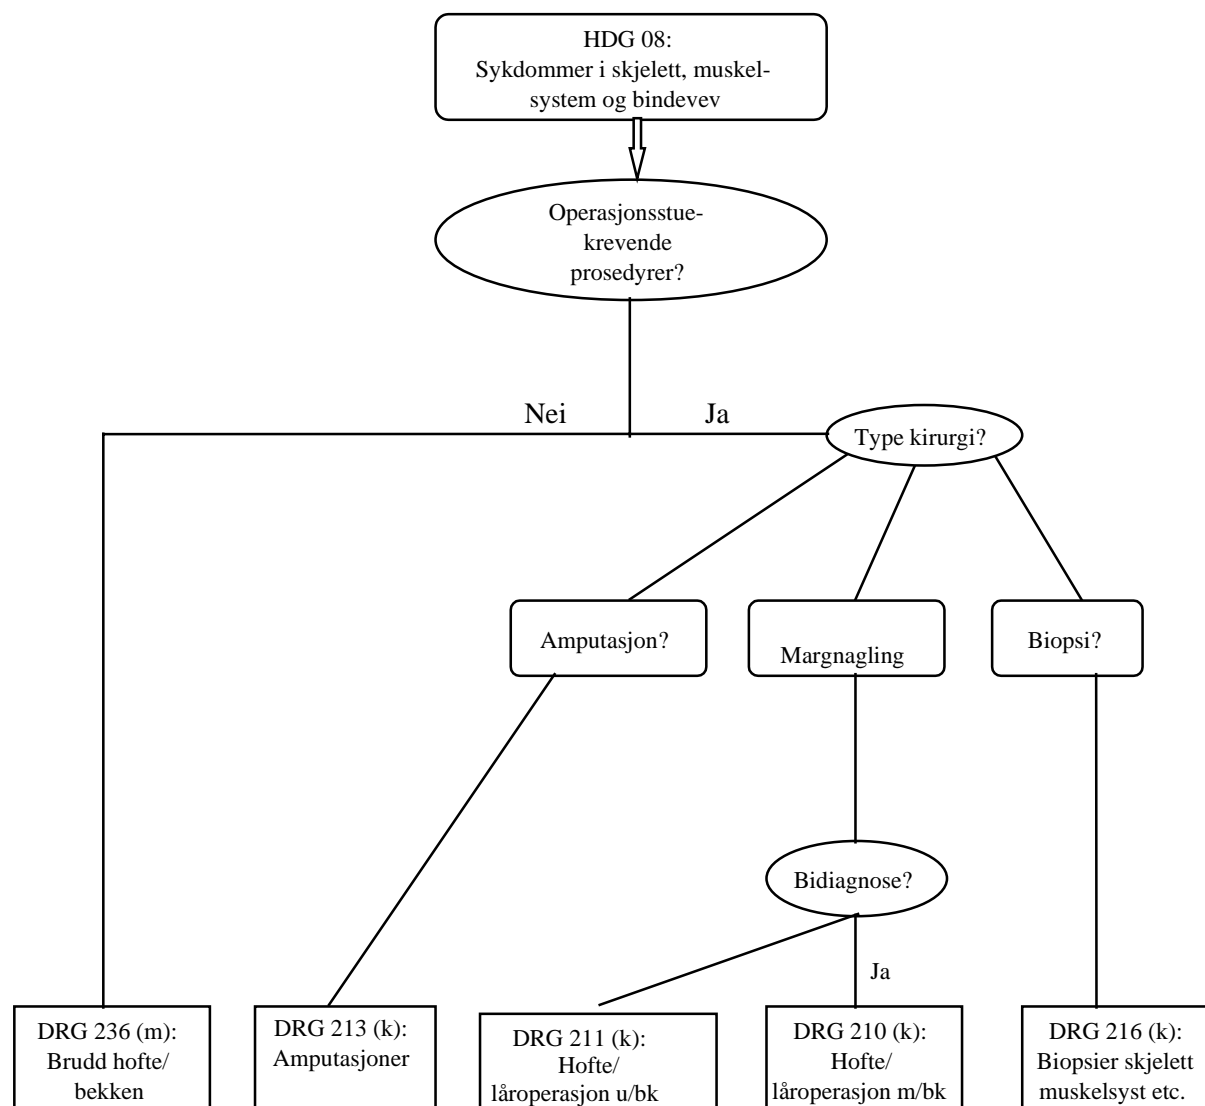 HDG 08:
Sykdommer i skjelett, muskel-
system og bindevev
Operasjonsstue-
krevende
prosedyrer?
Nei
Ja
Type kirurgi?
Amputasjon?
Margnagling
Biopsi?
Bidiagnose?
Ja
DRG 236 (m):
Brudd hofte/
bekken
DRG 213 (k):
Amputasjoner
DRG 211 (k):
Hofte/
låroperasjon u/bk
DRG 210 (k):
Hofte/
låroperasjon m/bk
DRG 216 (k):
Biopsier skjelett
muskelsyst etc.